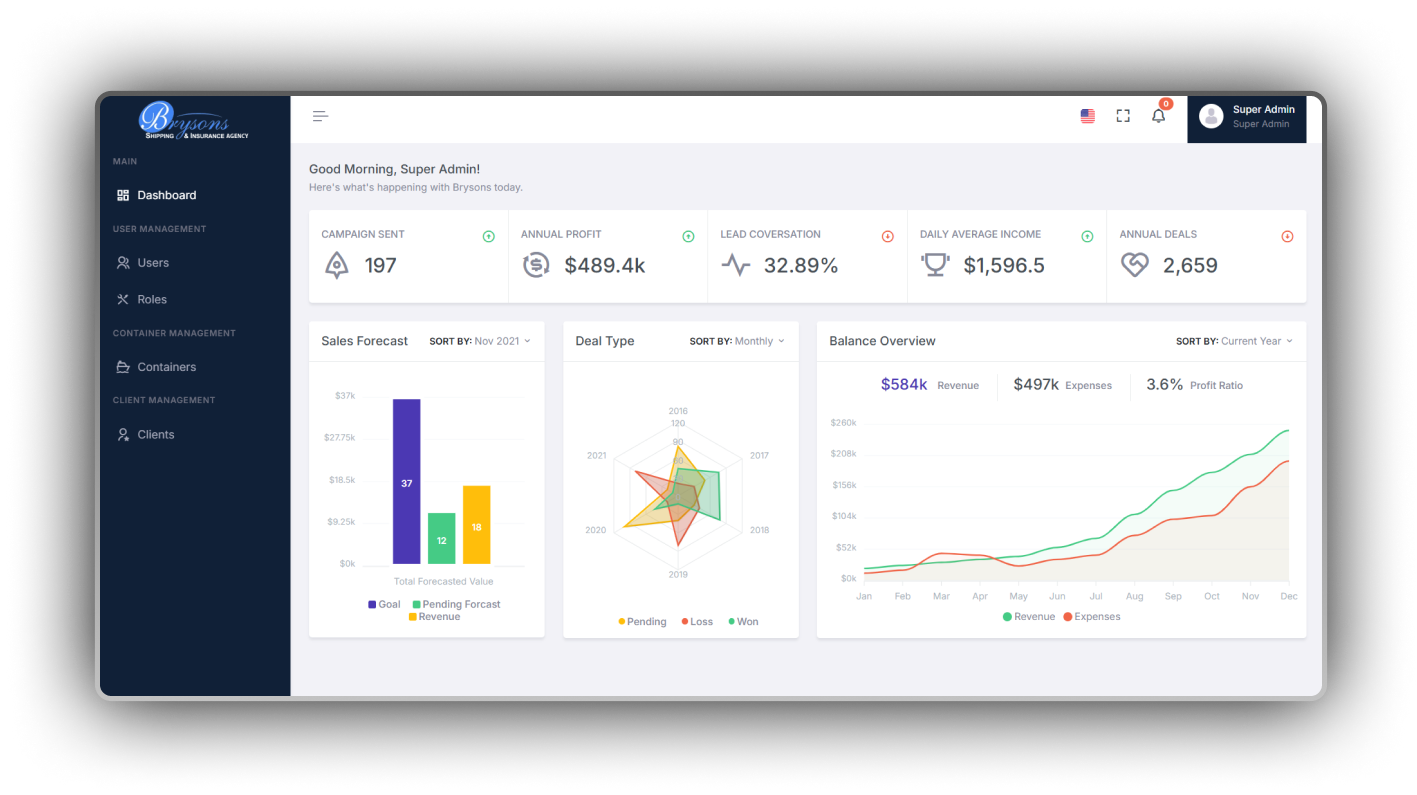 Brysons
SHIPPING & INSURANCE AGENCY
MAIN
Dashboard
USER MANAGEMENT
Users
Roles
CONTAINER MANAGEMENT
Containers
CLIENT MANAGEMENT
Clients
0
Super Admin
Super Admin
Good Morning, Super Admin!
Here's what's happening with Brysons today.
CAMPAIGN SENT
197
ANNUAL PROFIT
$489.4k
LEAD COVERSATION
32.89%
DAILY AVERAGE INCOME
$1,596.5
ANNUAL DEALS
2,659
Sales Forecast SORT BY: Nov 2021
$37k
$27.75k
$18.5k
$9.25k
$0k
37
12
18
Total Forecasted Value
Goal Pending Forcast
Revenue
Deal Type SORT BY: Monthly
2016
120
90
60
2021 2017
2020 2018
2019
Pending Loss Won
Balance Overview SORT BY: Current Year
$584k Revenue $497k Expenses 3.6% Profit Ratio
$260k
$208k
$156k
$104k
$52k
$0k
Jan Feb Mar Apr May Jun Jul Aug Sep Oct Nov Dec
Revenue Expenses